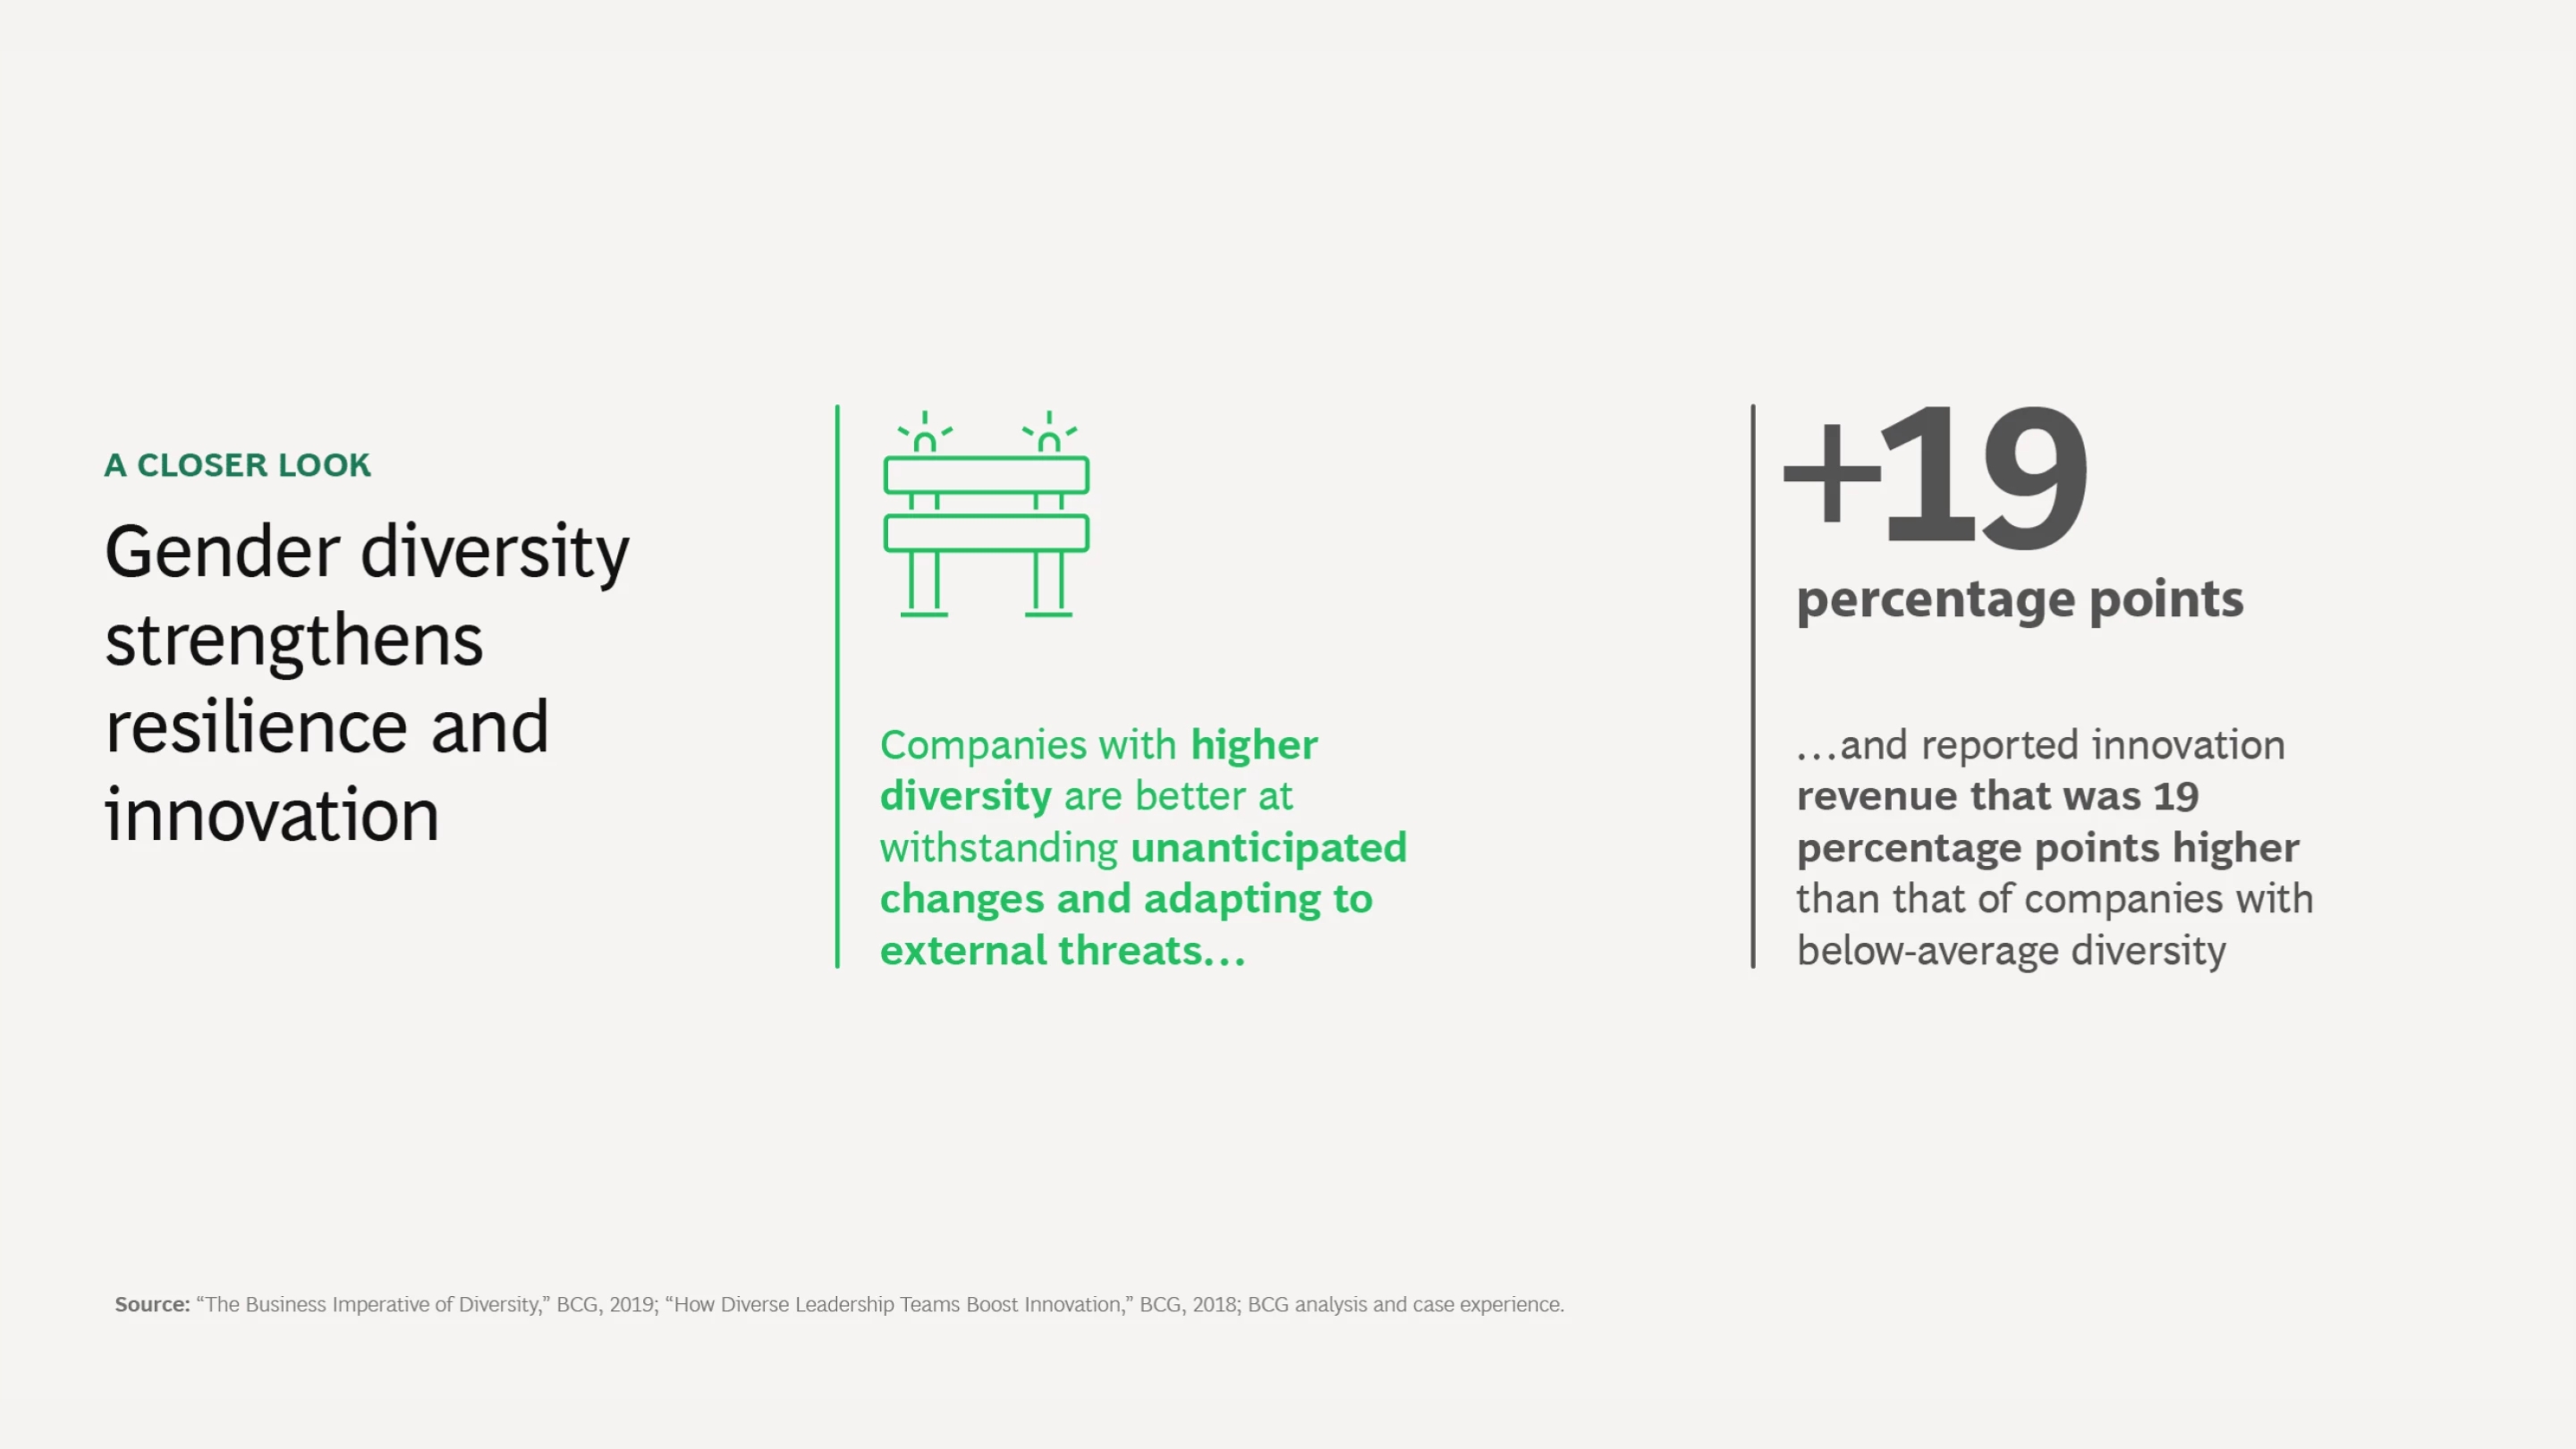 A CLOSER LOOK
Gender diversity
strengthens
resilience and
innovation
Companies with higher
diversity are better at
withstanding unanticipated
changes and adapting to
external threats…
+19
percentage points
…and reported innovation
revenue that was 19
percentage points higher
than that of companies with
below-average diversity
Source: “The Business Imperative of Diversity,” BCG, 2019; “How Diverse Leadership Teams Boost Innovation,” BCG, 2018; BCG analysis and case experience.